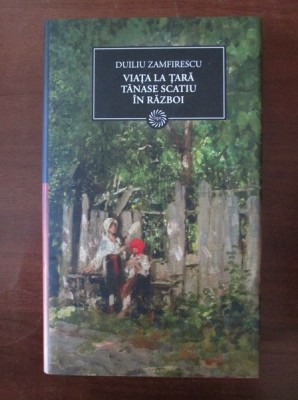 DUILIU ZAMFIRESCU
VIAȚA LA ȚARĂ
TĂNASE SCATIU
ÎN RĂZBOI